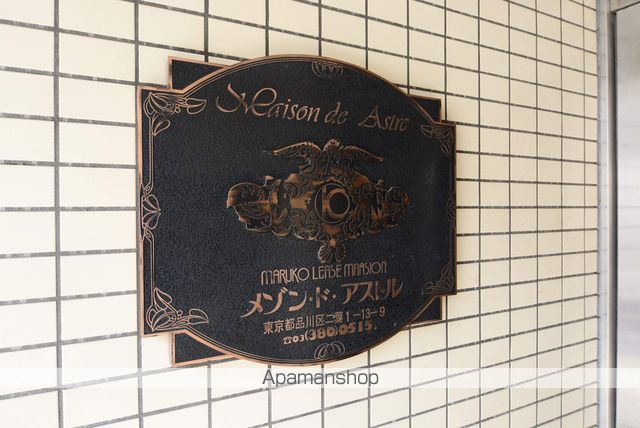 Maison de Astre
MARUKO LEASE MANSION
メゾン・ド・アストル
東京都品川区二葉1-13-9
☎03(380)0515.
Apamanshop